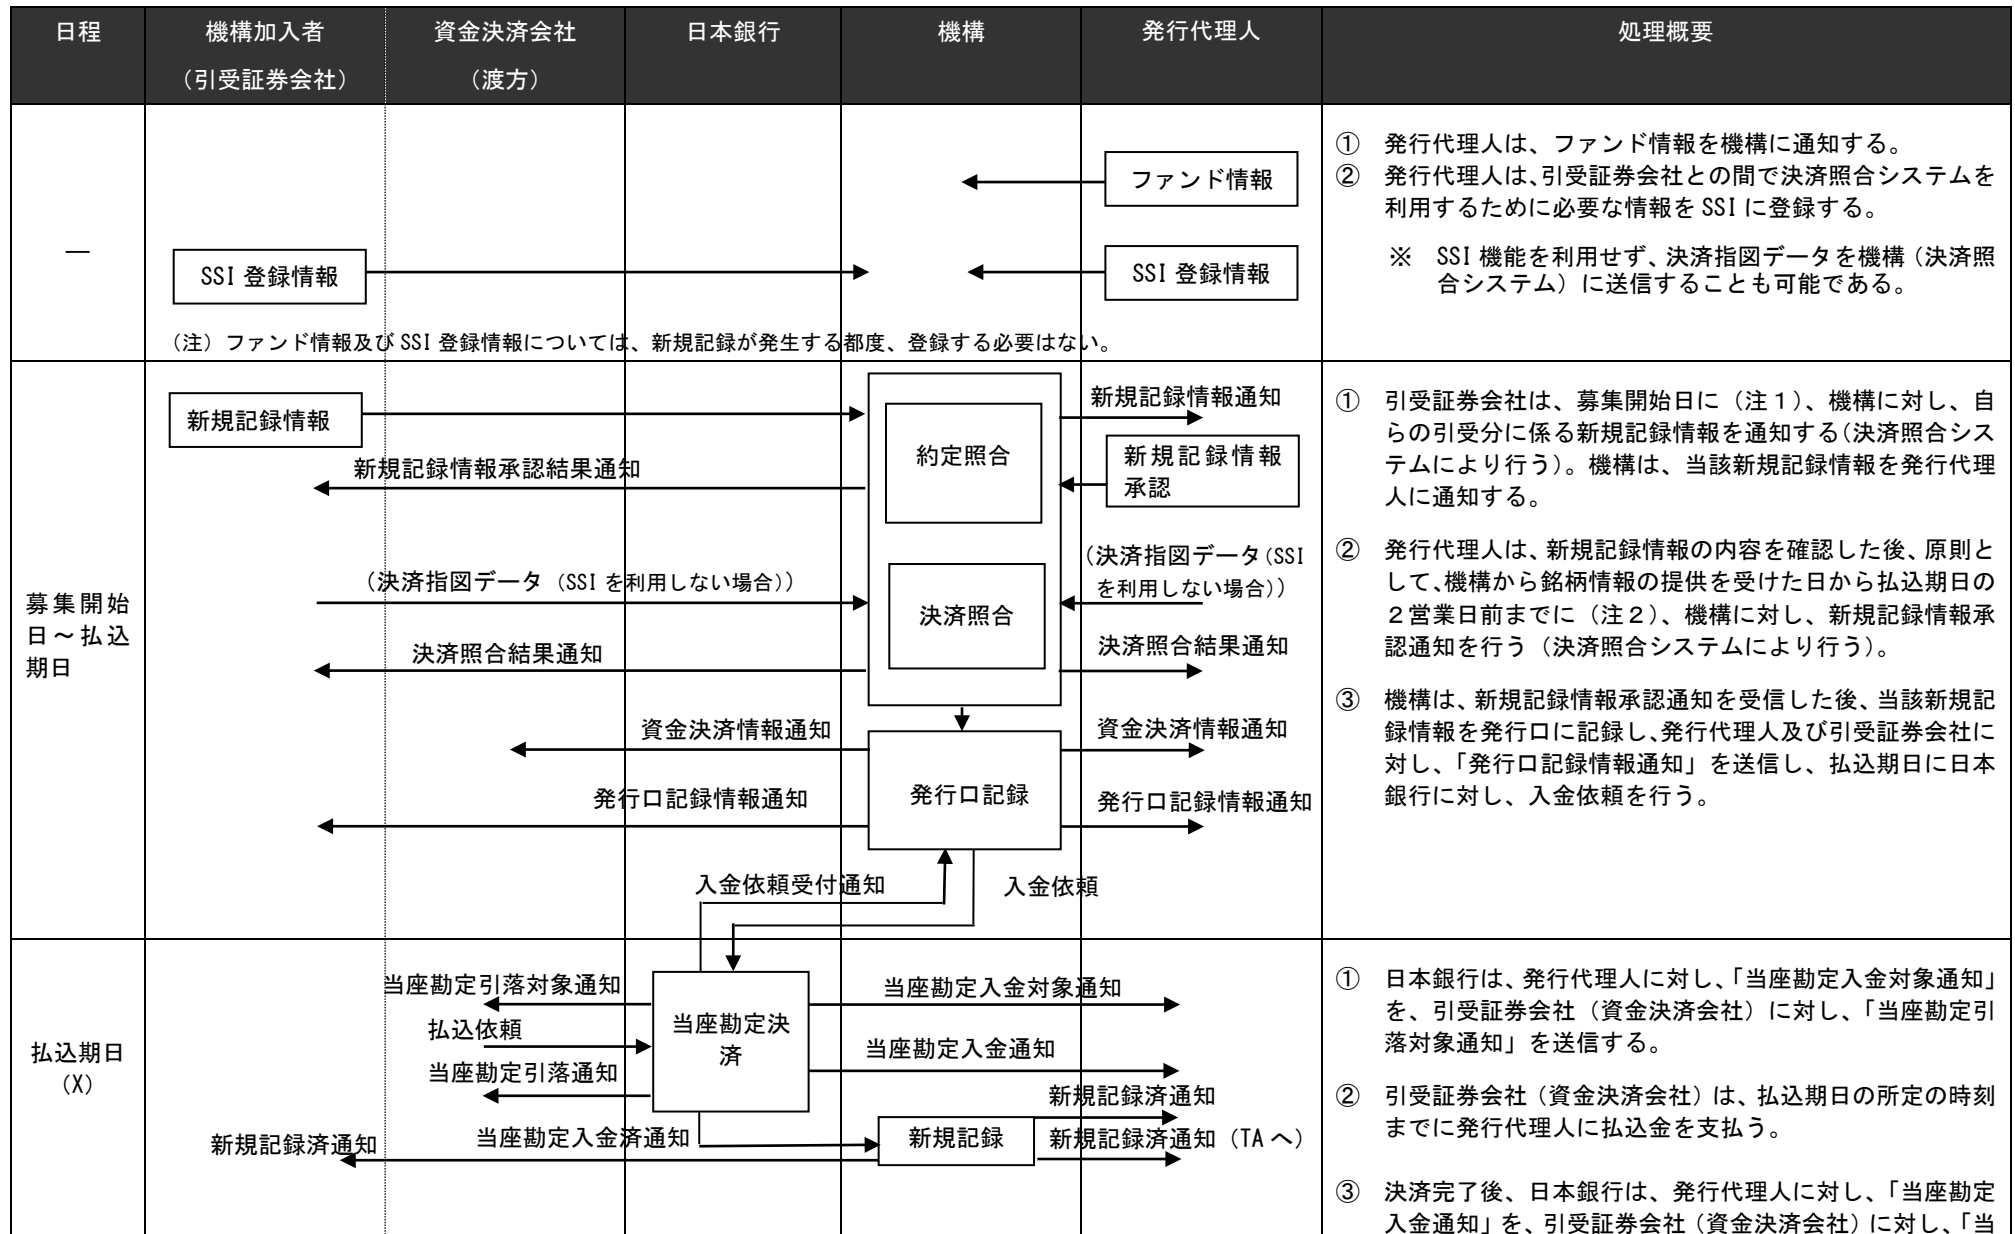 日程
機構加入者
（引受証券会社）
資金決済会社
（渡方）
日本銀行
機構
発行代理人
処理概要
―
ファンド情報
SSI 登録情報
SSI 登録情報
（注）ファンド情報及び SSI 登録情報については、新規記録が発生する都度、登録する必要はない。
① 発行代理人は、ファンド情報を機構に通知する。
② 発行代理人は、引受証券会社との間で決済照合システムを
利用するために必要な情報を SSI に登録する。
※ SSI 機能を利用せず、決済指図データを機構（決済照
合システム）に送信することも可能である。
募集開始
日～払込
期日
新規記録情報
約定照合
新規記録情報通知
新規記録情報
承認
新規記録情報承認結果通知
（決済指図データ（SSI を利用しない場合））
決済照合
（決済指図データ（SSI
を利用しない場合））
決済照合結果通知
決済照合結果通知
資金決済情報通知
資金決済情報通知
発行口記録
発行口記録情報通知
発行口記録情報通知
入金依頼受付通知
入金依頼
① 引受証券会社は、募集開始日に（注１）、機構に対し、自
らの引受分に係る新規記録情報を通知する（決済照合シス
テムにより行う）。機構は、当該新規記録情報を発行代理
人に通知する。
② 発行代理人は、新規記録情報の内容を確認した後、原則と
して、機構から銘柄情報の提供を受けた日から払込期日の
２営業日前までに（注２）、機構に対し、新規記録情報承
認通知を行う（決済照合システムにより行う）。
③ 機構は、新規記録情報承認通知を受信した後、当該新規記
録情報を発行口に記録し、発行代理人及び引受証券会社に
対し、「発行口記録情報通知」を送信し、払込期日に日本
銀行に対し、入金依頼を行う。
払込期日
（X）
当座勘定引落対象通知
払込依頼
当座勘定引落通知
当座勘定決
済
当座勘定入金対象通知
当座勘定入金通知
新規記録済通知
当座勘定入金済通知
新規記録
新規記録済通知
新規記録済通知（TA へ）
① 日本銀行は、発行代理人に対し、「当座勘定入金対象通知」
を、引受証券会社（資金決済会社）に対し、「当座勘定引
落対象通知」を送信する。
② 引受証券会社（資金決済会社）は、払込期日の所定の時刻
までに発行代理人に払込金を支払う。
③ 決済完了後、日本銀行は、発行代理人に対し、「当座勘定
入金通知」を、引受証券会社（資金決済会社）に対し、「当